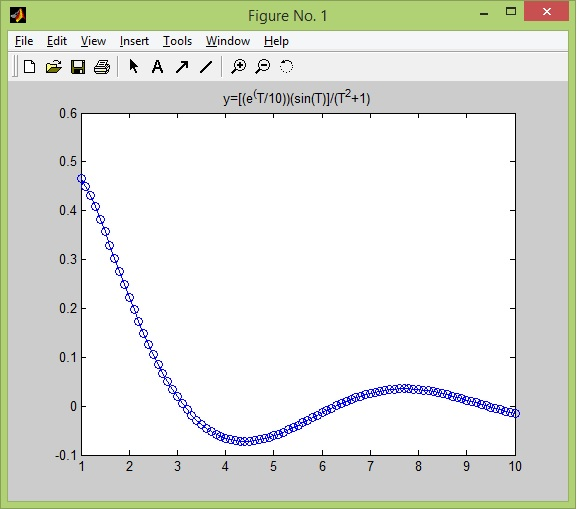 Figure No. 1
File Edit View Insert Tools Window Help
A
y=[(e(T/10))(sin(T)]/(T2+1)
0.6
0.5
0.4
0.3
0.2
0.1
0
-0.1
1 2 3 4 5 6 7 8 9 10